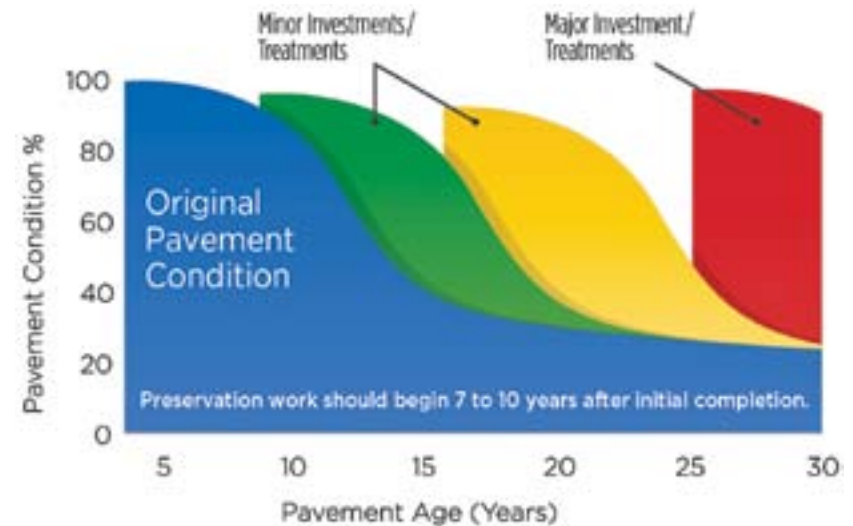 Minor Investments/
Treatments
Major Investment/
Treatments
Pavement Condition %
100
80
60
40
20
0
Original
Pavement
Condition
Preservation work should begin 7 to 10 years after initial completion.
5
10
15
20
25
30
Pavement Age (Years)